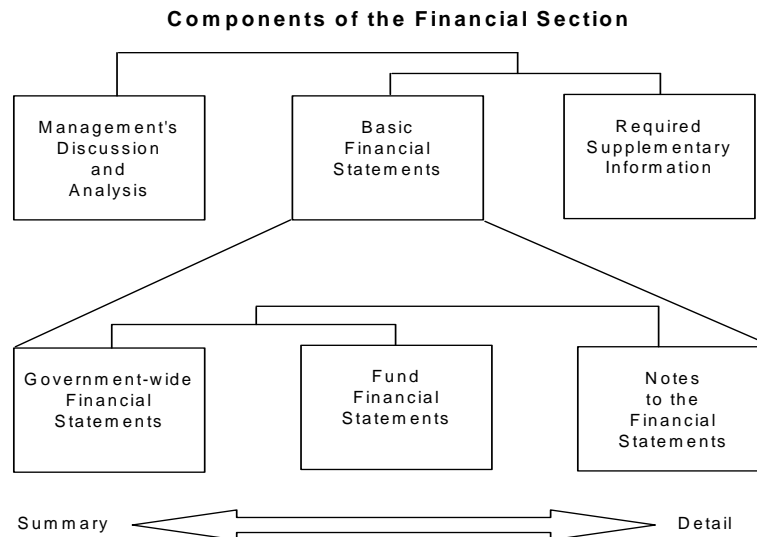 Components of the Financial Section
Management's
Discussion
and
Analysis
Basic
Financial
Statements
Required
Supplementary
Information
Government-wide
Financial
Statements
Fund
Financial
Statements
Notes
to the
Financial
Statements
Summary
Detail